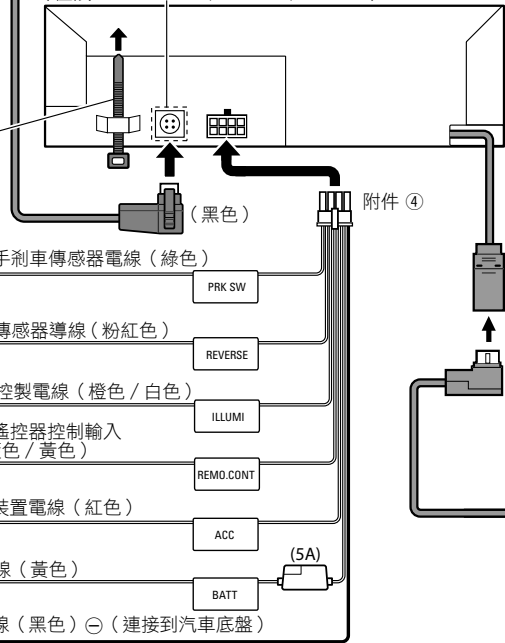 (黑色)
附件 ④
手剎車傳感器電線(綠色)
PRK SW
傳感器導線(粉紅色)
REVERSE
控製電線(橙色/白色)
ILLUMI
遙控器控制輸入
色/黃色)
REMO.CONT
裝置電線(紅色)
ACC
(5A)
線(黃色)
BATT
線(黑色)⊖(連接到汽車底盤)